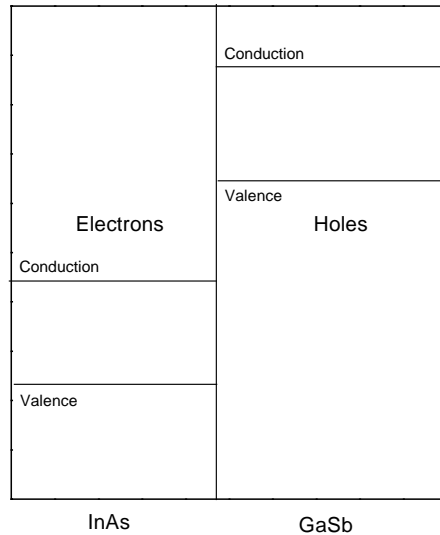 Conduction
Valence
Electrons Holes
Conduction
Valence
InAs GaSb